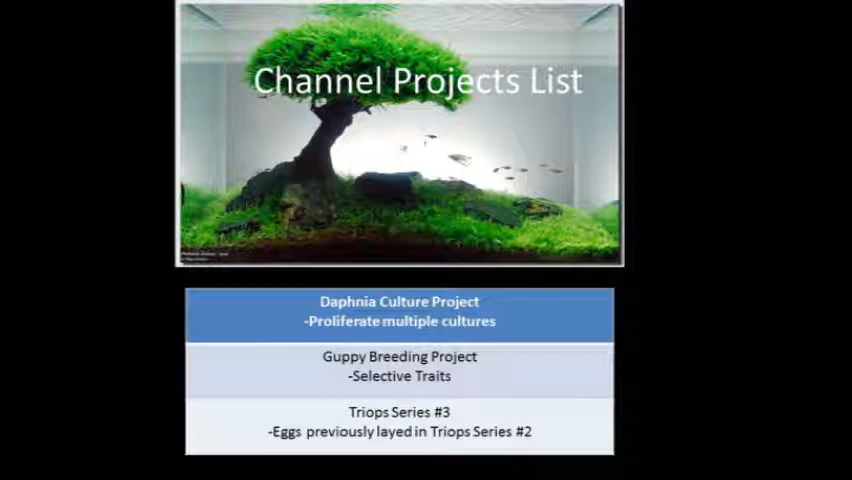 Channel Projects List
Daphnia Culture Project
-Proliferate multiple cultures
Guppy Breeding Project
-Selective Traits
Triops Series #3
-Eggs previously layed in Triops Series #2